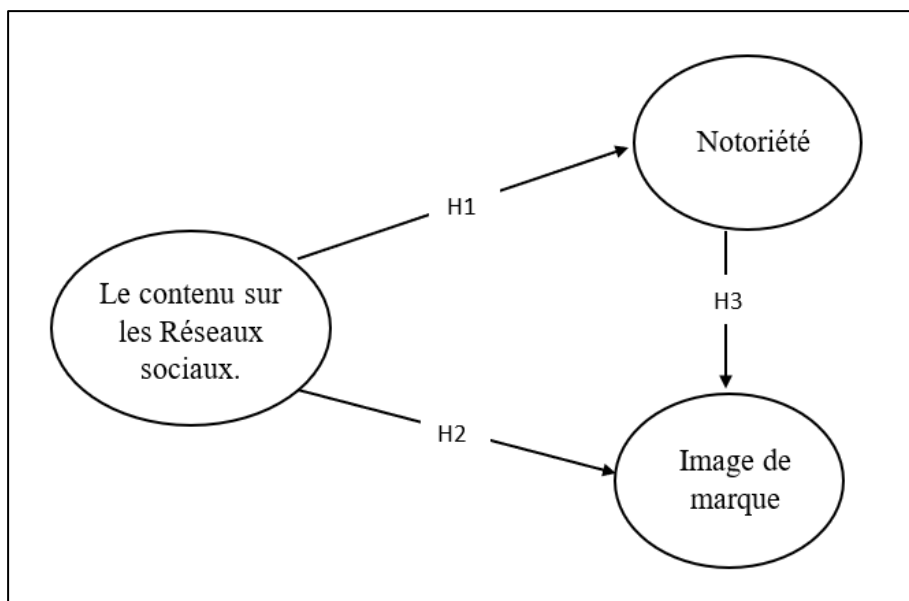 Notoriété
H1
Le contenu sur
les Réseaux
sociaux.
H3
H2
Image de
marque